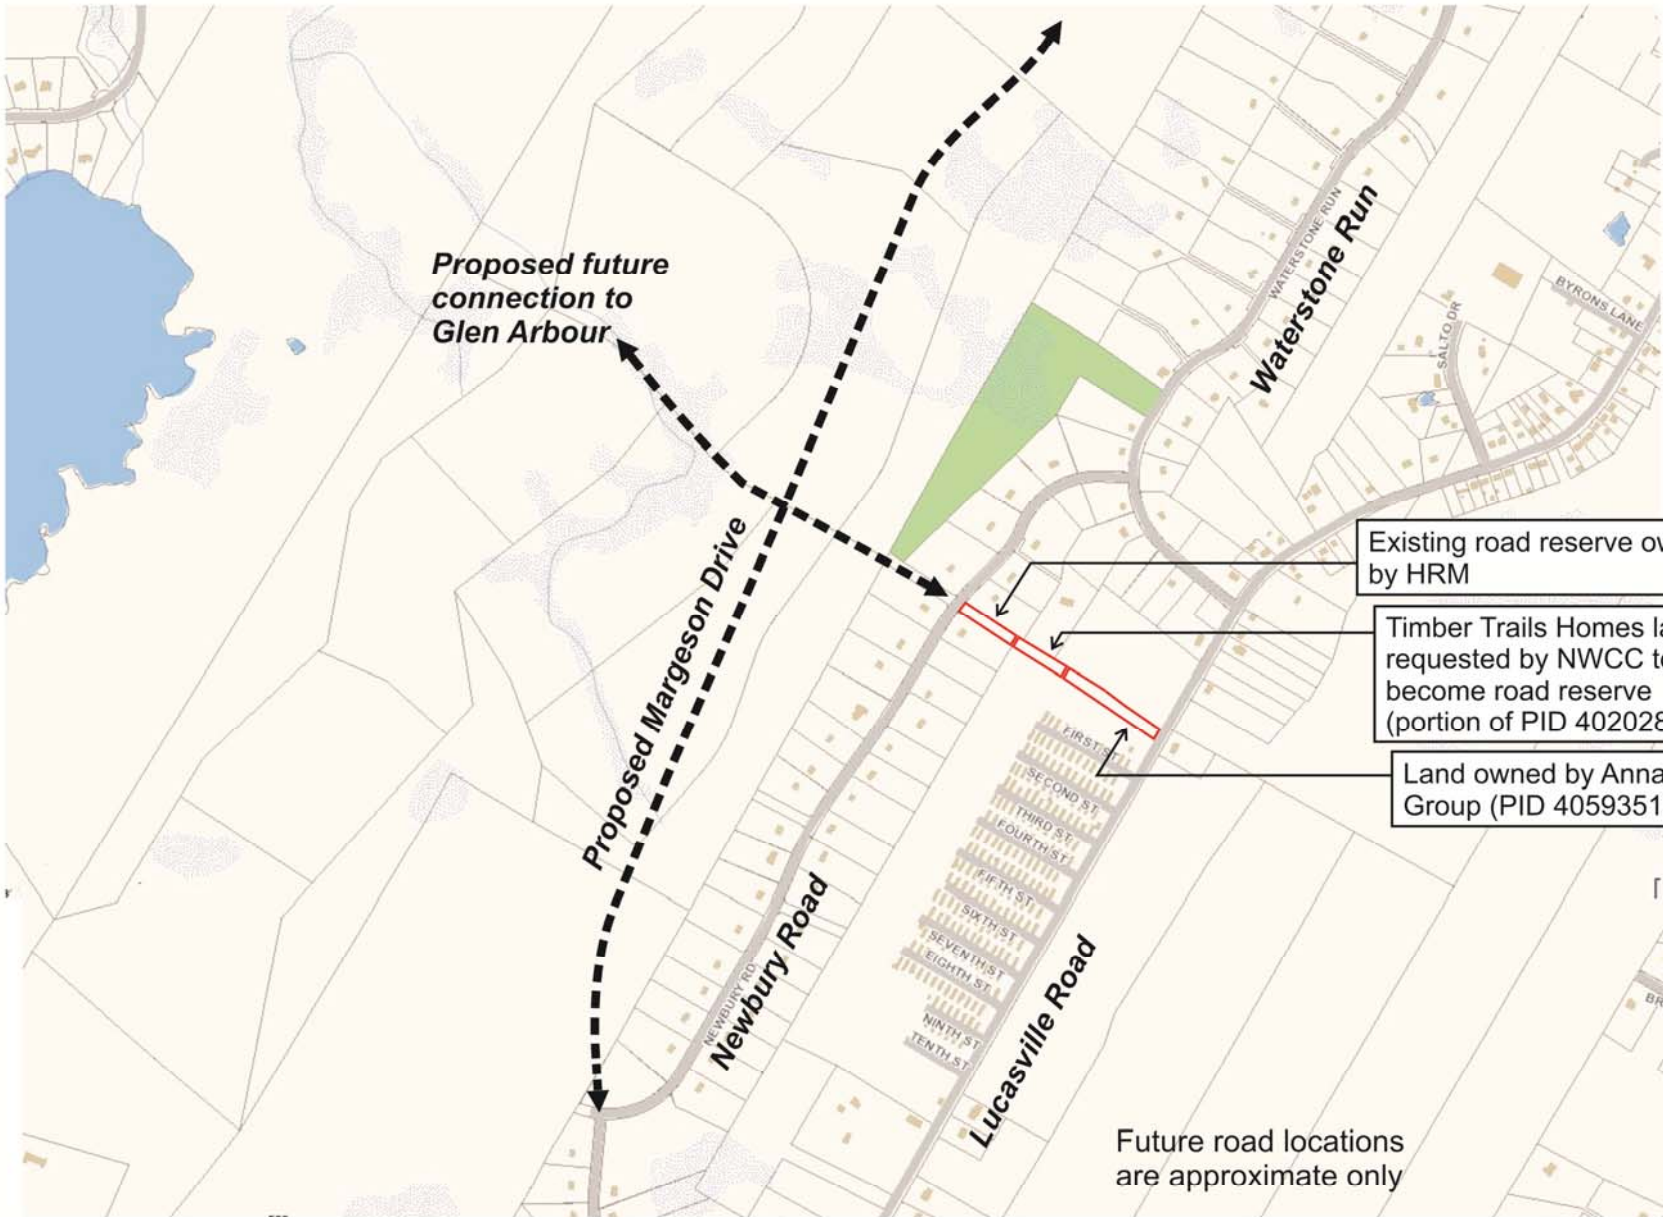 Proposed future
connection to
Glen Arbour
Proposed Margeson Drive
WATERSTONE RUN
Waterstone Run
BYRONS LANE
SALTO DR
Existing road reserve ow
by HRM
Timber Trails Homes la
requested by NWCC to
become road reserve
(portion of PID 402028
Land owned by Anna
Group (PID 4059351
FIRST ST
SECOND ST
THIRD ST
FOURTH ST
FIFTH ST
SIXTH ST
SEVENTH ST
EIGHTH ST
NINTH ST
TENTH ST
NEWBURY RD
Newbury Road
Lucasville Road
BR
Future road locations
are approximate only